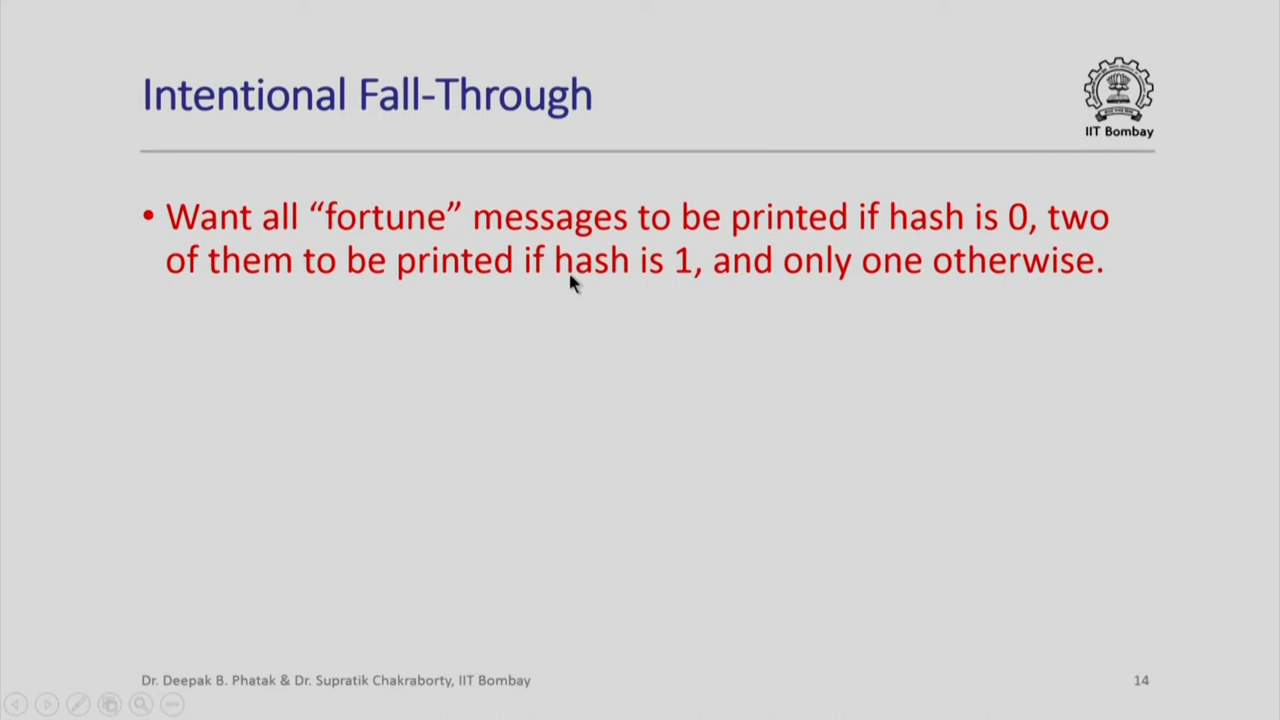 Intentional Fall-Through
IIT Bombay
• Want all “fortune” messages to be printed if hash is 0, two
of them to be printed if hash is 1, and only one otherwise.
Dr. Deepak B. Phatak & Dr. Supratik Chakraborty, IIT Bombay
14